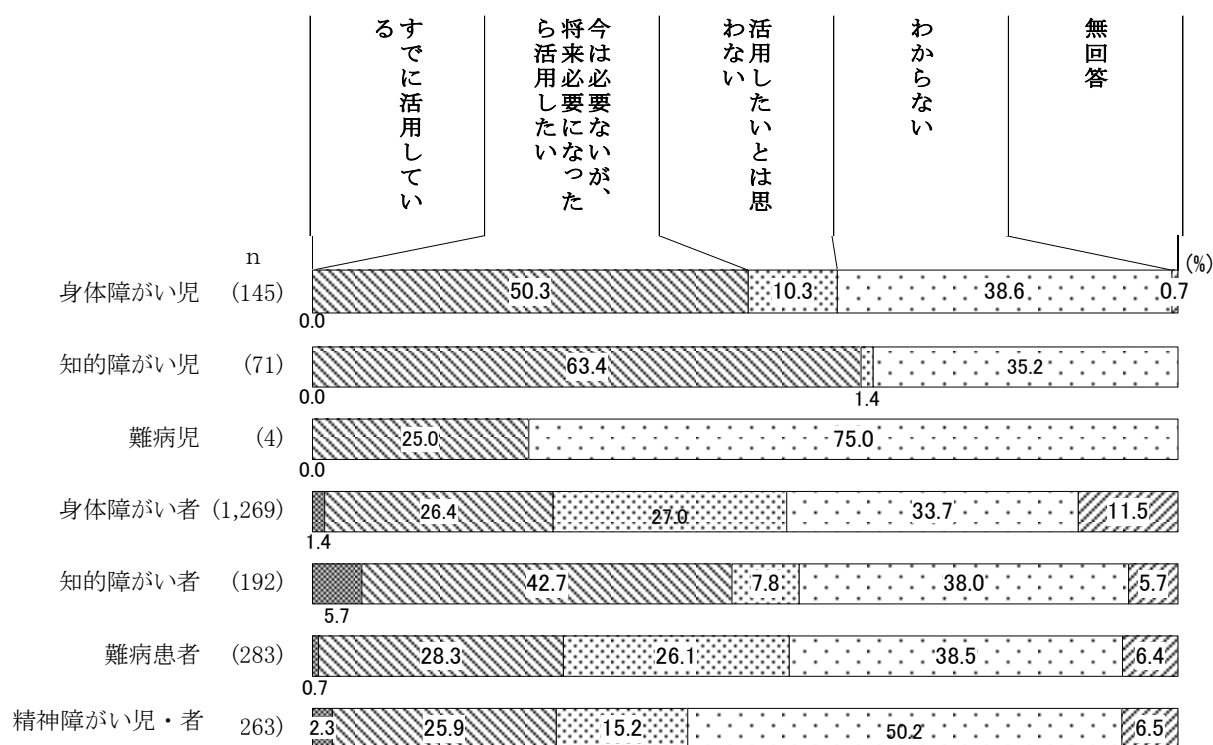 すでに活用してい
る
今は必要ないが、
将来必要になった
ら活用したい
活用したいとは思
わない
わからない
無回答
n
(%)
身体障がい児 (145) 50.3 10.3 38.6 0.7
0.0
知的障がい児 (71) 63.4 35.2
0.0 1.4
難病児 (4) 25.0 75.0
0.0
身体障がい者 (1,269) 26.4 27.0 33.7 11.5
1.4
知的障がい者 (192) 42.7 7.8 38.0 5.7
5.7
難病患者 (283) 28.3 26.1 38.5 6.4
0.7
精神障がい児・者 263) 2.3 25.9 15.2 50.2 6.5